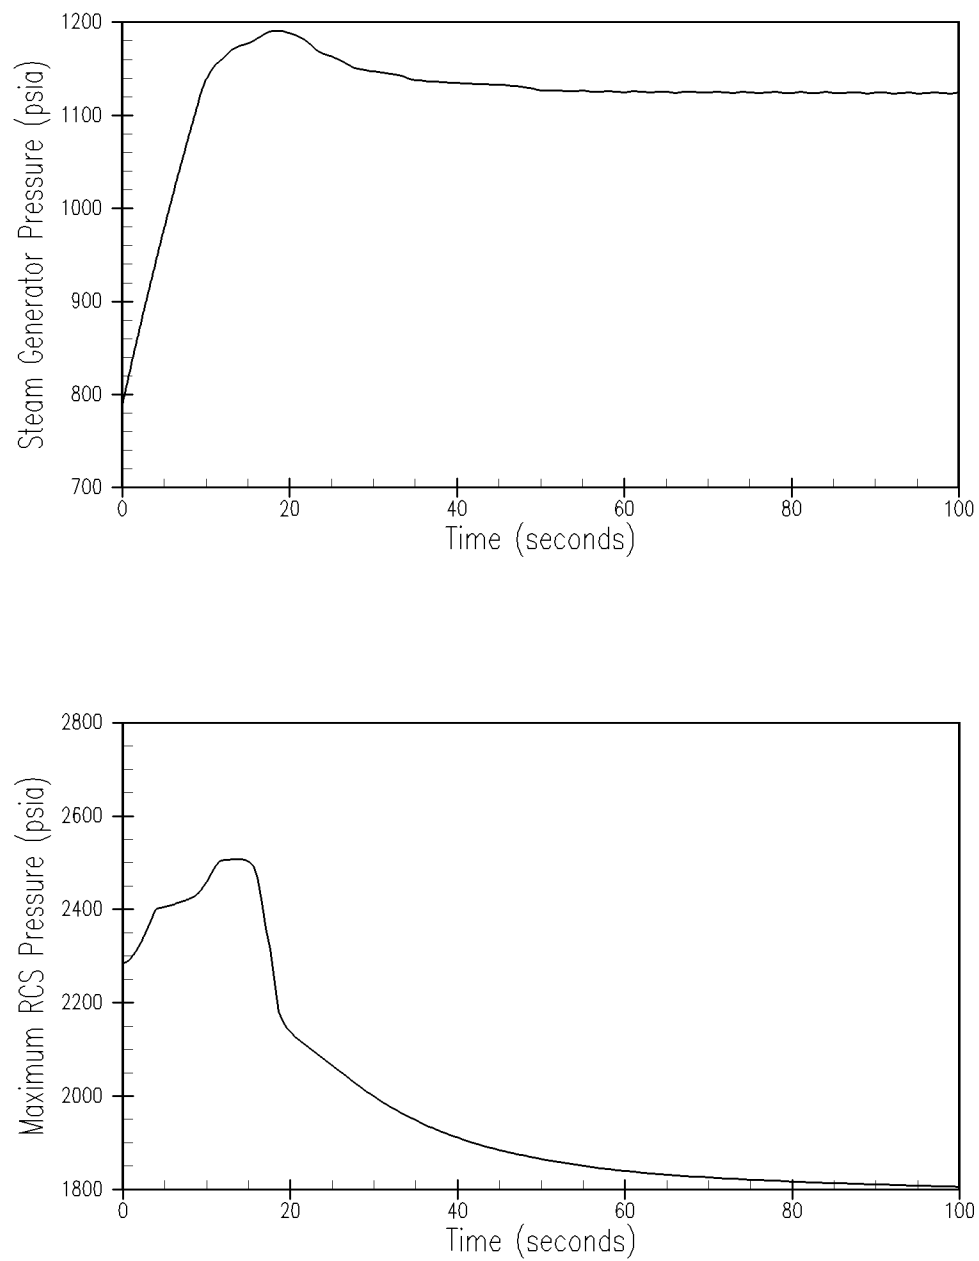 Steam Generator Pressure (psia)
1200
1100
1000
900
800
700
0 20 40 60 80 100
Time (seconds)
Maximum RCS Pressure (psia)
2800
2600
2400
2200
2000
1800
0 20 40 60 80 100
Time (seconds)